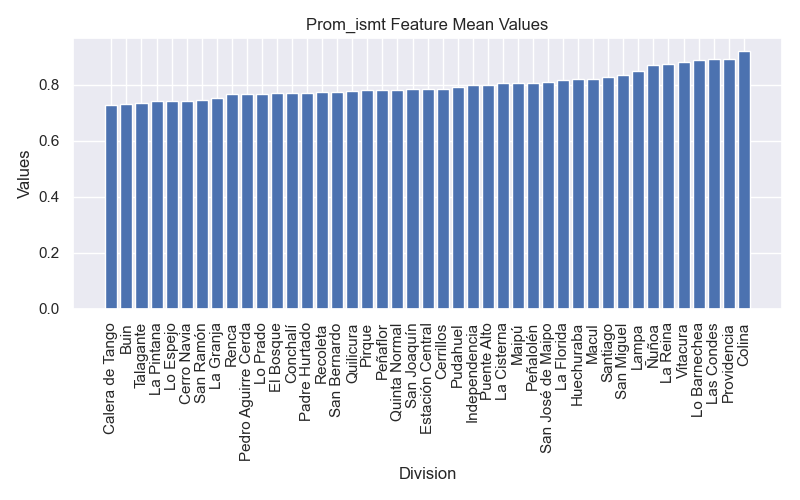 Prom_ismt Feature Mean Values
Values
0.8
0.6
0.4
0.2
0.0
Calera de Tango
Buin
Talagante
La Pintana
Lo Espejo
Cerro Navia
San Ramón
La Granja
Renca
Pedro Aguirre Cerda
Lo Prado
El Bosque
Conchalí
Padre Hurtado
Recoleta
San Bernardo
Quilicura
Pirque
Peñaflor
Quinta Normal
San Joaquín
Estación Central
Cerrillos
Pudahuel
Independencia
Puente Alto
La Cisterna
Maipú
Peñalolén
San José de Maipo
La Florida
Huechuraba
Macul
Santiago
San Miguel
Lampa
Ñuñoa
La Reina
Vitacura
Lo Barnechea
Las Condes
Providencia
Colina
Division